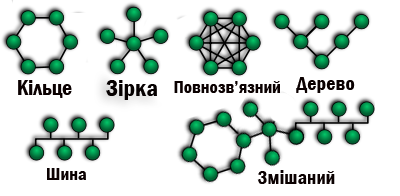 Кільце
Зірка
Повнозв'язний
Дерево
Шина
Змішаний